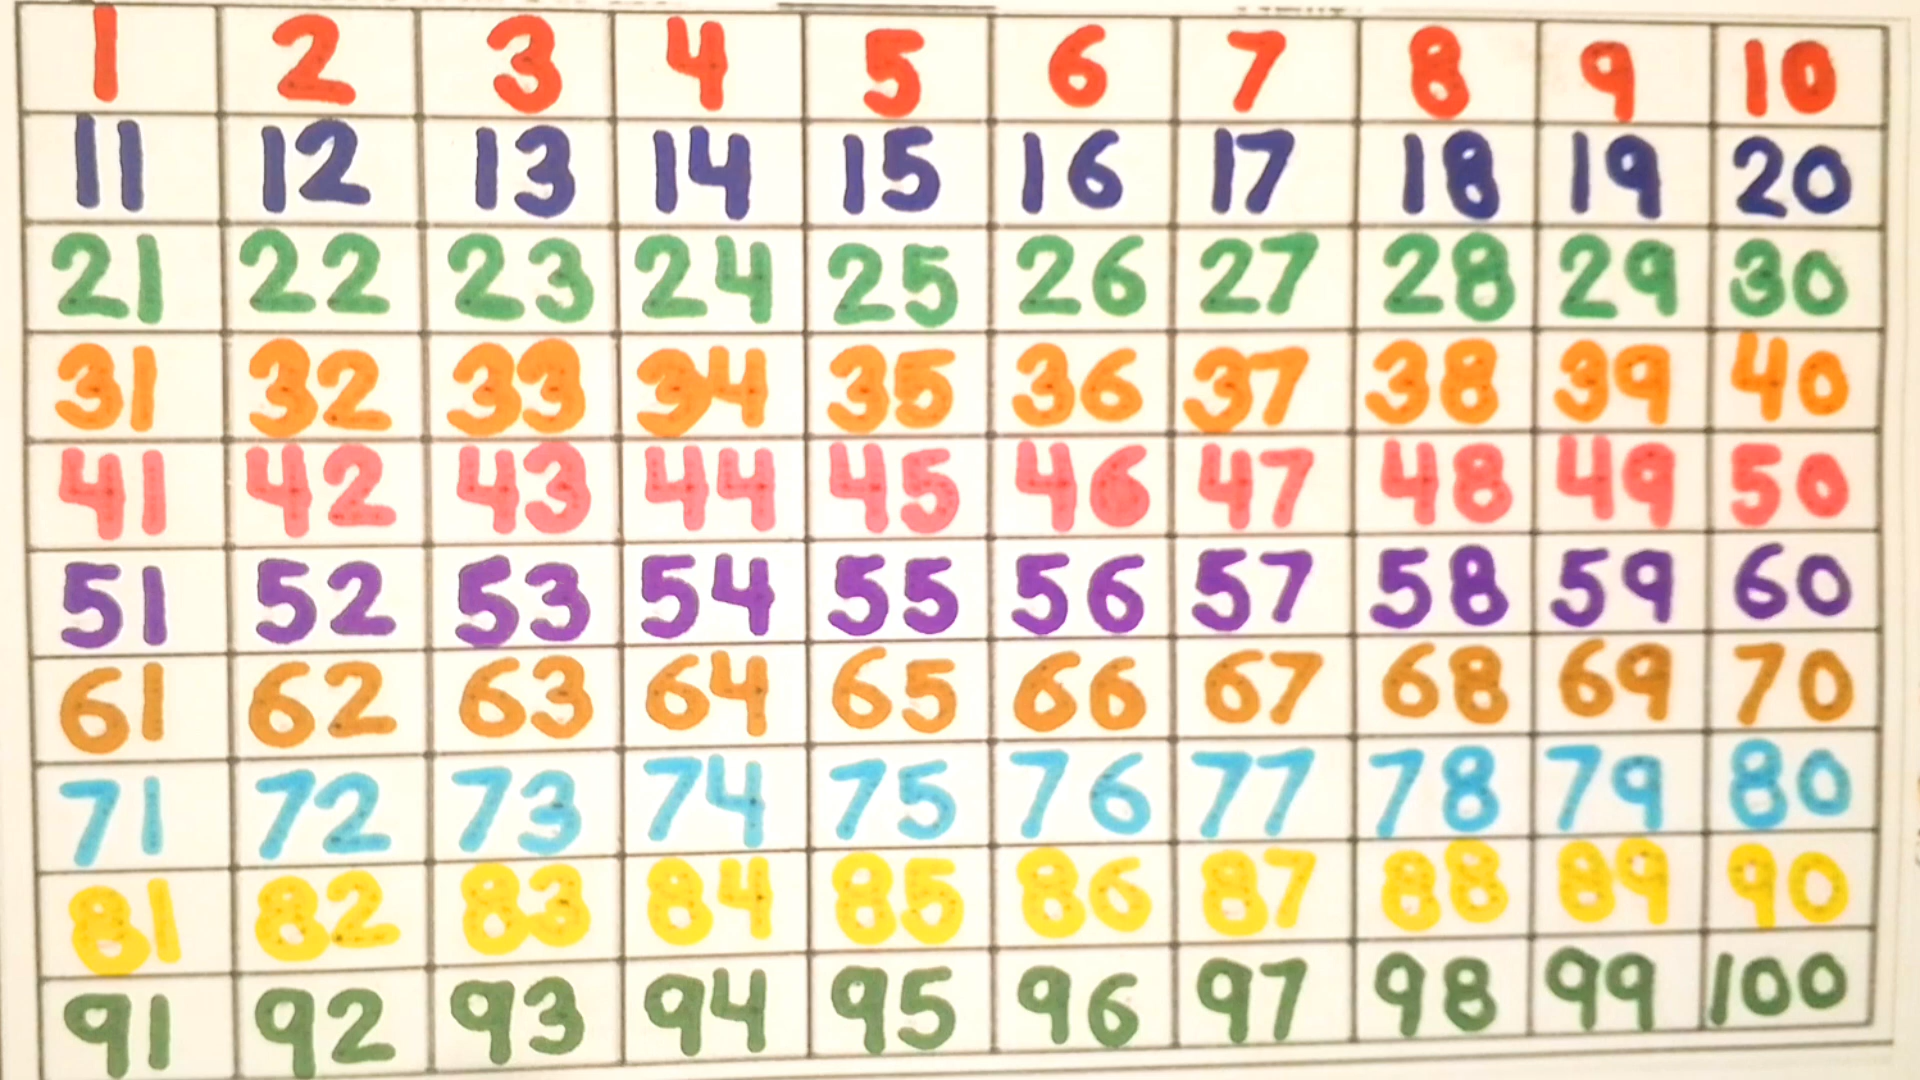 1 2 3 4 5 6 7 8 9 10
11 12 13 14 15 16 17 18 19 20
21 22 23 24 25 26 27 28 29 30
31 32 33 34 35 36 37 38 39 40
41 42 43 44 45 46 47 48 49 50
51 52 53 54 55 56 57 58 59 60
61 62 63 64 65 66 67 68 69 70
71 72 73 74 75 76 77 78 79 80
81 82 83 84 85 86 87 88 89 90
91 92 93 94 95 96 97 98 99 100